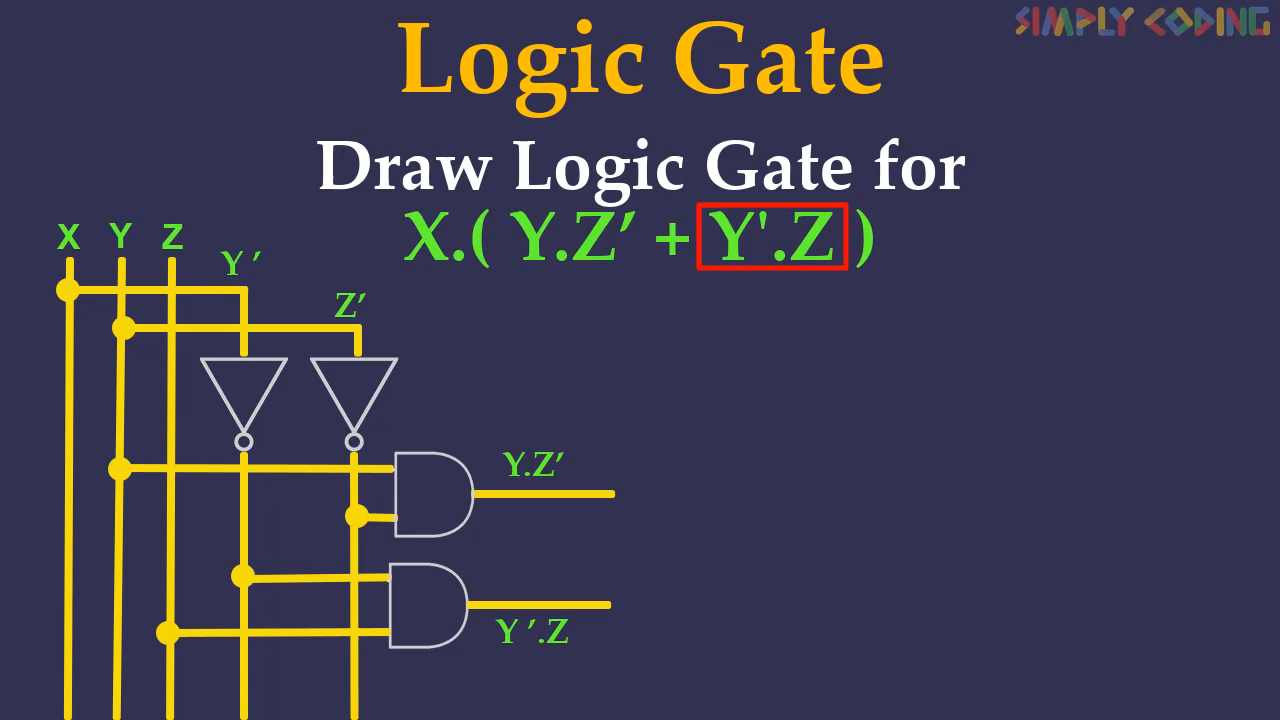 SIMPLY CODING
Logic Gate
Draw Logic Gate for
X.( Y.Z’ + Y'.Z )
X Y Z
Y ’
Z’
Y.Z’
Y ’.Z